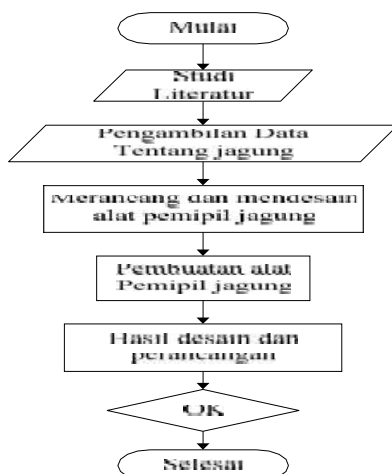 Mulai
Studi
Literatur
Pengambilan Data
Tentang jagung
Merancang dan mendesain
alat pemipil jagung
Pembuatan alat
Pemipil jagung
Hasil desain dan
perancangan
OK
Selesai